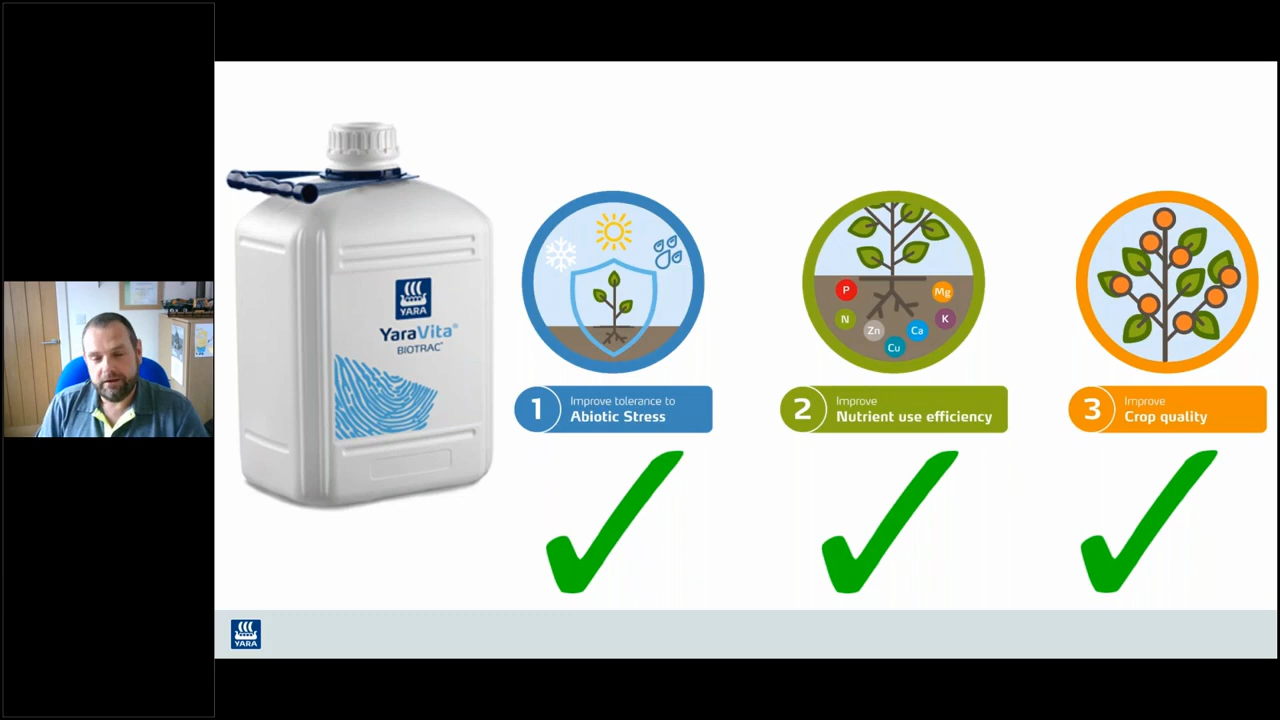 YARA
YaraVita®
BIOTRAC™
P
Mg
N
K
Zn
Ca
Cu
1
Improve tolerance to
Abiotic Stress
2
Improve
Nutrient use efficiency
3
Improve
Crop quality
YARA